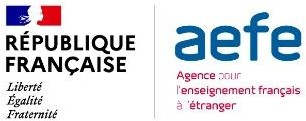 RÉPUBLIQUE
FRANÇAISE
Liberté
Égalité
Fraternité
aefe
Agence pour
l'enseignement français
à l'étranger